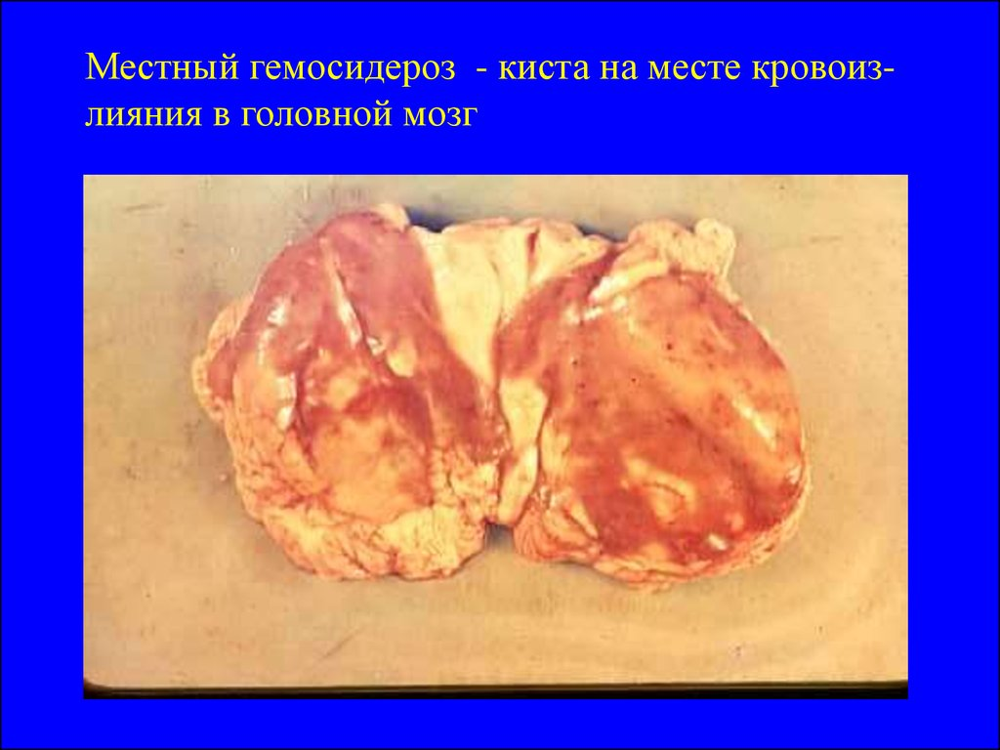 Местный гемосидероз - киста на месте кровоиз-
лияния в головной мозг